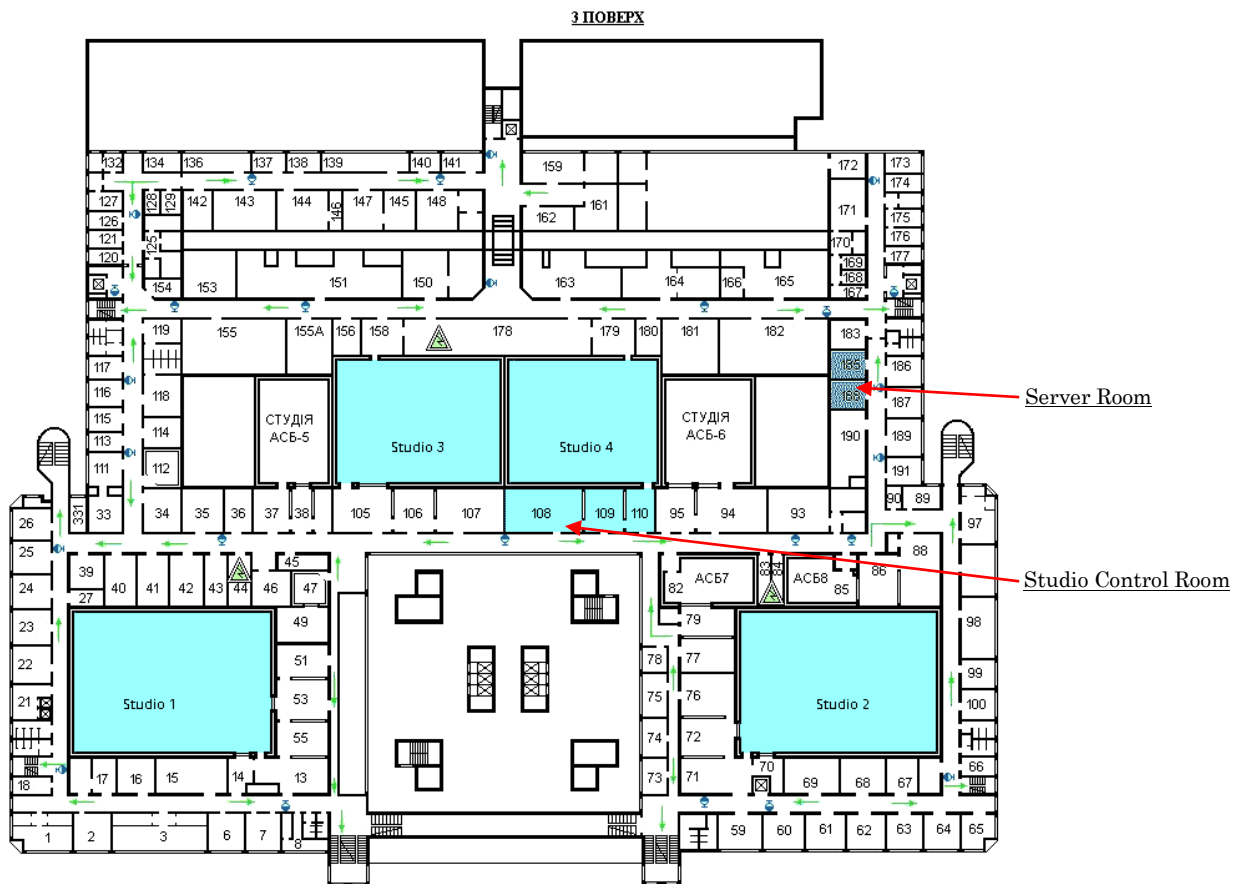 3 ПОВЕРХ
132 134 136 137 138 139 140 141 159 172 173
174
127 128 129 142 143 144 146 147 145 148 162 161 171 175
126
121 125 170 176
120 169 177
154 153 151 150 163 164 166 165 168
167
119 155 155А 156 158 178 179 180 181 182 183
117 185 186
116 118 186 187
Server Room
115 СТУДІЯ АСБ-5 Studio 3 Studio 4 СТУДІЯ АСБ-6
113 114 190 189
111 112 191
26 331 33 34 35 36 37 38 105 106 107 108 109 110 95 94 93 90 89 97
25 39 45 88
24 27 40 41 42 43 44 46 47 82 АСБ7 83 84 АСБ8 85 86
Studio Control Room
23 49 79 98
22 51 78 77
21 Studio 1 53 75 76 Studio 2 99
100
55 74 72
18 17 16 15 14 13 73 71 70 69 68 67 66
1 2 3 6 7 8 59 60 61 62 63 64 65